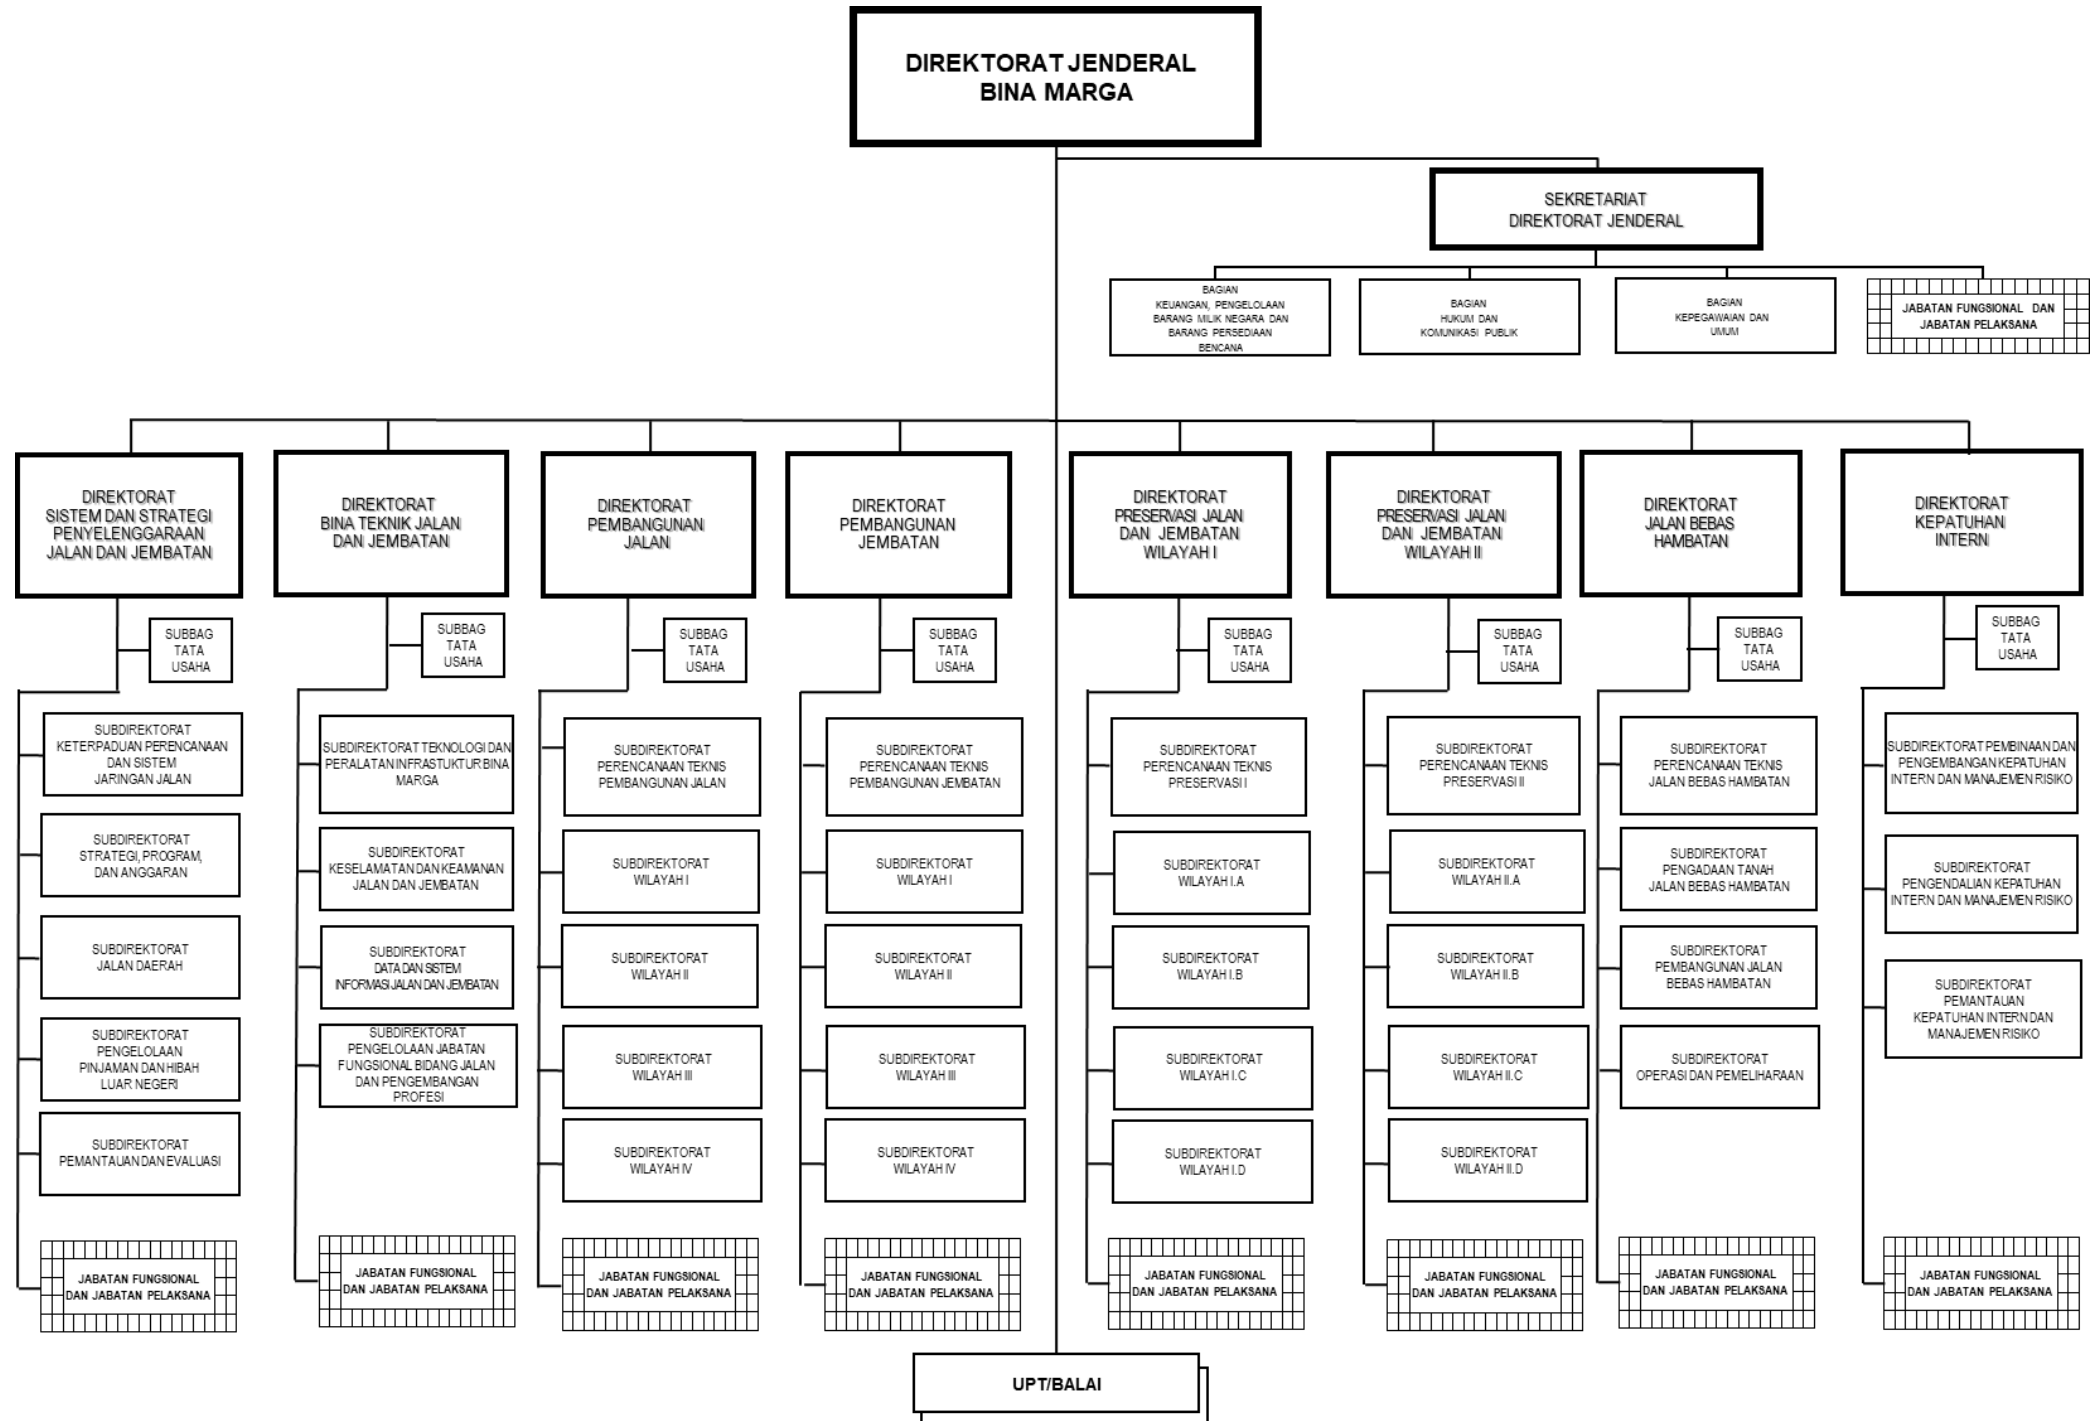 DIREKTORAT JENDERAL
BINA MARGA
SEKRETARIAT
DIREKTORAT JENDERAL
BAGIAN
KEUANGAN, PENGELOLAAN
BARANG MILIK NEGARA DAN
BARANG PERSEDIAAN
BENCANA
BAGIAN
HUKUM DAN
KOMUNIKASI PUBLIK
BAGIAN
KEPEGAWAIAN DAN
UMUM
JABATAN FUNGSIONAL DAN
JABATAN PELAKSANA
DIREKTORAT
SISTEM DAN STRATEGI
PENYELENGGARAAN
JALAN DAN JEMBATAN
SUBBAG
TATA
USAHA
SUBDIREKTORAT
KETERPADUAN PERENCANAAN
DAN SISTEM
JARINGAN JALAN
SUBDIREKTORAT
STRATEGI, PROGRAM,
DAN ANGGARAN
SUBDIREKTORAT
JALAN DAERAH
SUBDIREKTORAT
PENGELOLAAN
PINJAMAN DAN HIBAH
LUAR NEGERI
SUBDIREKTORAT
PEMANTAUAN DAN EVALUASI
JABATAN FUNGSIONAL
DAN JABATAN PELAKSANA
DIREKTORAT
BINA TEKNIK JALAN
DAN JEMBATAN
SUBBAG
TATA
USAHA
SUBDIREKTORAT TEKNOLOGI DAN
PERALATAN INFRASTUKTUR BINA
MARGA
SUBDIREKTORAT
KESELAMATAN DAN KEAMANAN
JALAN DAN JEMBATAN
SUBDIREKTORAT
DATA DAN SISTEM
INFORMASI JALAN DAN JEMBATAN
SUBDIREKTORAT
PENGELOLAAN JABATAN
FUNGSIONAL BIDANG JALAN
DAN PENGEMBANGAN
PROFESI
JABATAN FUNGSIONAL
DAN JABATAN PELAKSANA
DIREKTORAT
PEMBANGUNAN
JALAN
SUBBAG
TATA
USAHA
SUBDIREKTORAT
PERENCANAAN TEKNIS
PEMBANGUNAN JALAN
SUBDIREKTORAT
WILAYAH I
SUBDIREKTORAT
WILAYAH II
SUBDIREKTORAT
WILAYAH III
SUBDIREKTORAT
WILAYAH IV
JABATAN FUNGSIONAL
DAN JABATAN PELAKSANA
DIREKTORAT
PEMBANGUNAN
JEMBATAN
SUBBAG
TATA
USAHA
SUBDIREKTORAT
PERENCANAAN TEKNIS
PEMBANGUNAN JEMBATAN
SUBDIREKTORAT
WILAYAH I
SUBDIREKTORAT
WILAYAH II
SUBDIREKTORAT
WILAYAH III
SUBDIREKTORAT
WILAYAH IV
JABATAN FUNGSIONAL
DAN JABATAN PELAKSANA
DIREKTORAT
PRESERVASI JALAN
DAN JEMBATAN
WILAYAH I
SUBBAG
TATA
USAHA
SUBDIREKTORAT
PERENCANAAN TEKNIS
PRESERVASI I
SUBDIREKTORAT
WILAYAH I.A
SUBDIREKTORAT
WILAYAH I.B
SUBDIREKTORAT
WILAYAH I.C
SUBDIREKTORAT
WILAYAH I.D
JABATAN FUNGSIONAL
DAN JABATAN PELAKSANA
DIREKTORAT
PRESERVASI JALAN
DAN JEMBATAN
WILAYAH II
SUBBAG
TATA
USAHA
SUBDIREKTORAT
PERENCANAAN TEKNIS
PRESERVASI II
SUBDIREKTORAT
WILAYAH II.A
SUBDIREKTORAT
WILAYAH II.B
SUBDIREKTORAT
WILAYAH II.C
SUBDIREKTORAT
WILAYAH II.D
JABATAN FUNGSIONAL
DAN JABATAN PELAKSANA
DIREKTORAT
JALAN BEBAS
HAMBATAN
SUBBAG
TATA
USAHA
SUBDIREKTORAT
PERENCANAAN TEKNIS
JALAN BEBAS HAMBATAN
SUBDIREKTORAT
PENGADAAN TANAH
JALAN BEBAS HAMBATAN
SUBDIREKTORAT
PEMBANGUNAN JALAN
BEBAS HAMBATAN
SUBDIREKTORAT
OPERASI DAN PEMELIHARAAN
JABATAN FUNGSIONAL
DAN JABATAN PELAKSANA
DIREKTORAT
KEPATUHAN
INTERN
SUBBAG
TATA
USAHA
SUBDIREKTORAT PEMBINAAN DAN
PENGEMBANGAN KEPATUHAN
INTERN DAN MANAJEMEN RISIKO
SUBDIREKTORAT
PENGENDALIAN KEPATUHAN
INTERN DAN MANAJEMEN RISIKO
SUBDIREKTORAT
PEMANTAUAN
KEPATUHAN INTERN DAN
MANAJEMEN RISIKO
JABATAN FUNGSIONAL
DAN JABATAN PELAKSANA
UPT/BALAI